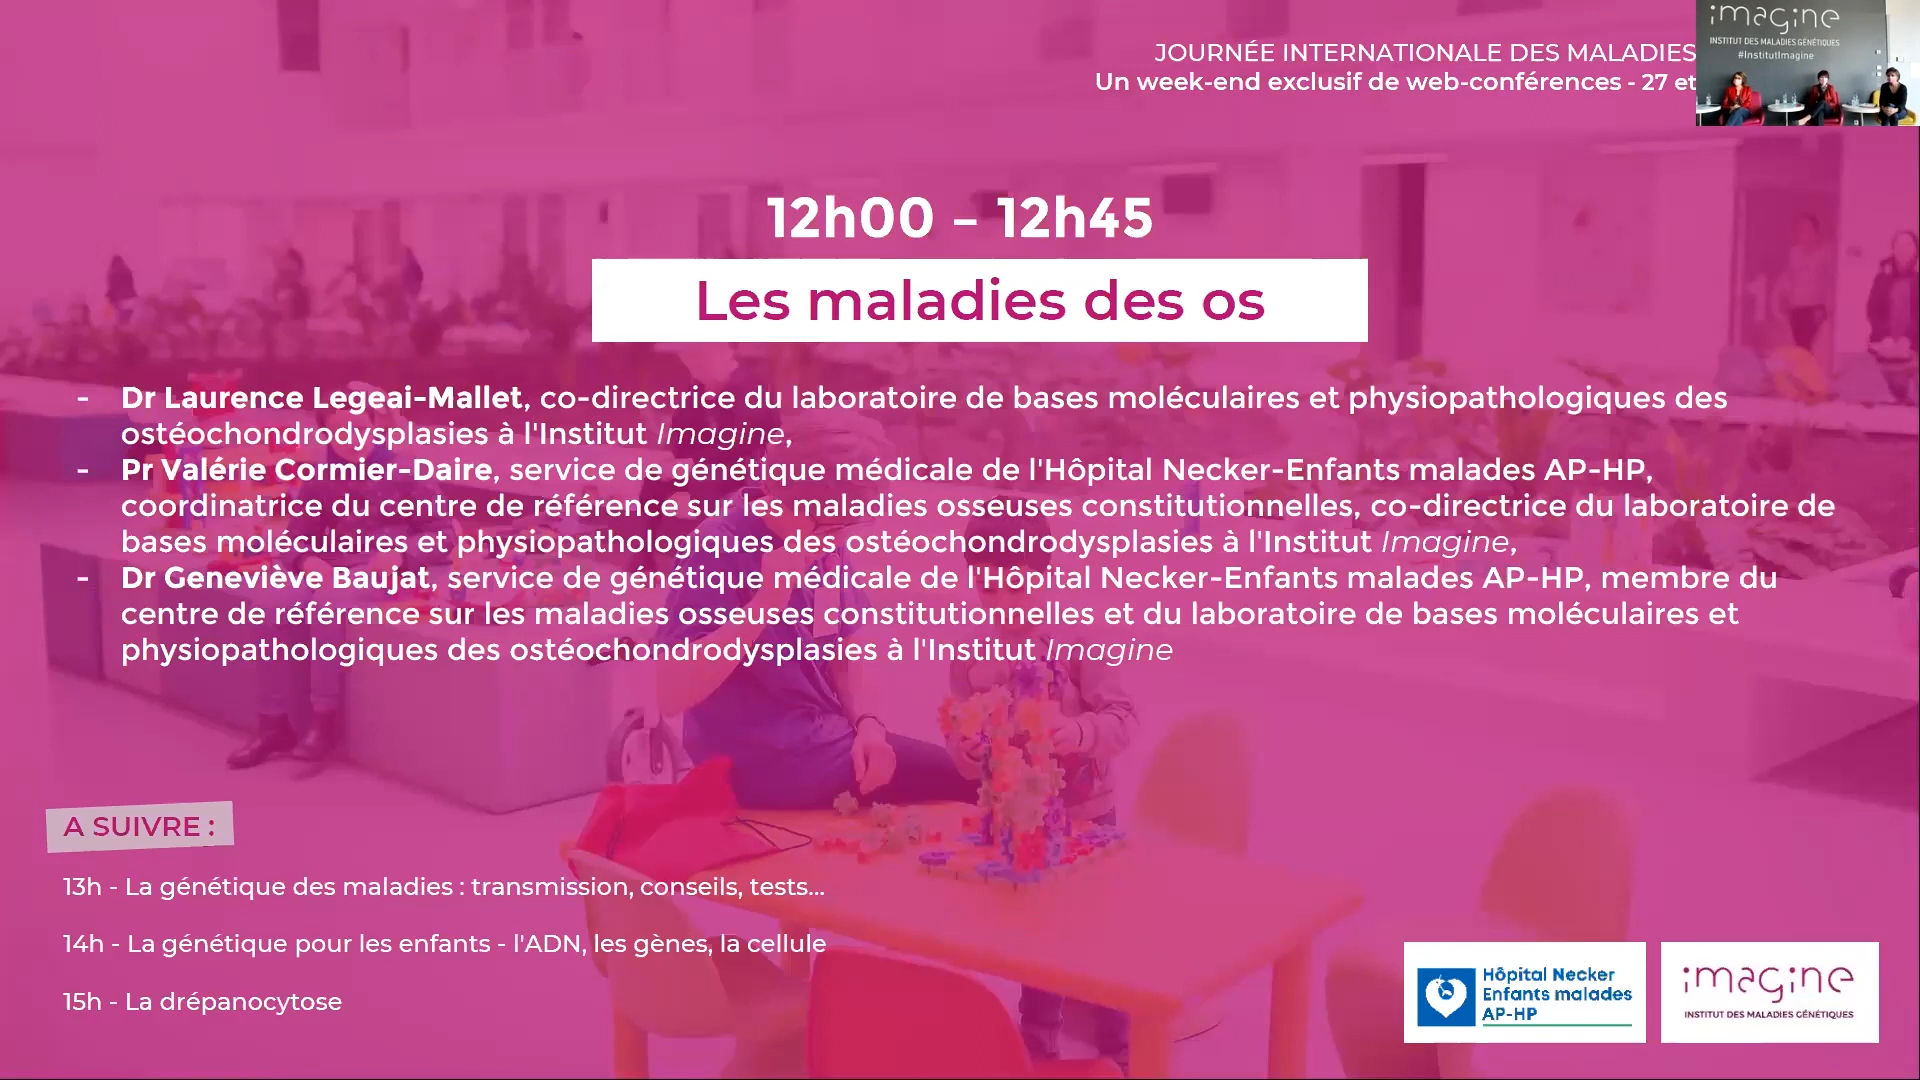 JOURNÉE INTERNATIONALE DES MALADIES
Un week-end exclusif de web-conférences - 27 et
imagine
INSTITUT DES MALADIES GÉNÉTIQUES
#InstitutImagine
12h00 – 12h45
Les maladies des os
- Dr Laurence Legeai-Mallet, co-directrice du laboratoire de bases moléculaires et physiopathologiques des
ostéochondrodysplasies à l'Institut Imagine,
- Pr Valérie Cormier-Daire, service de génétique médicale de l'Hôpital Necker-Enfants malades AP-HP,
coordinatrice du centre de référence sur les maladies osseuses constitutionnelles, co-directrice du laboratoire de
bases moléculaires et physiopathologiques des ostéochondrodysplasies à l'Institut Imagine,
- Dr Geneviève Baujat, service de génétique médicale de l'Hôpital Necker-Enfants malades AP-HP, membre du
centre de référence sur les maladies osseuses constitutionnelles et du laboratoire de bases moléculaires et
physiopathologiques des ostéochondrodysplasies à l'Institut Imagine
A SUIVRE :
13h - La génétique des maladies : transmission, conseils, tests...
14h - La génétique pour les enfants - l'ADN, les gènes, la cellule
15h - La drépanocytose
Hôpital Necker
Enfants malades
AP-HP
imagine
INSTITUT DES MALADIES GÉNÉTIQUES